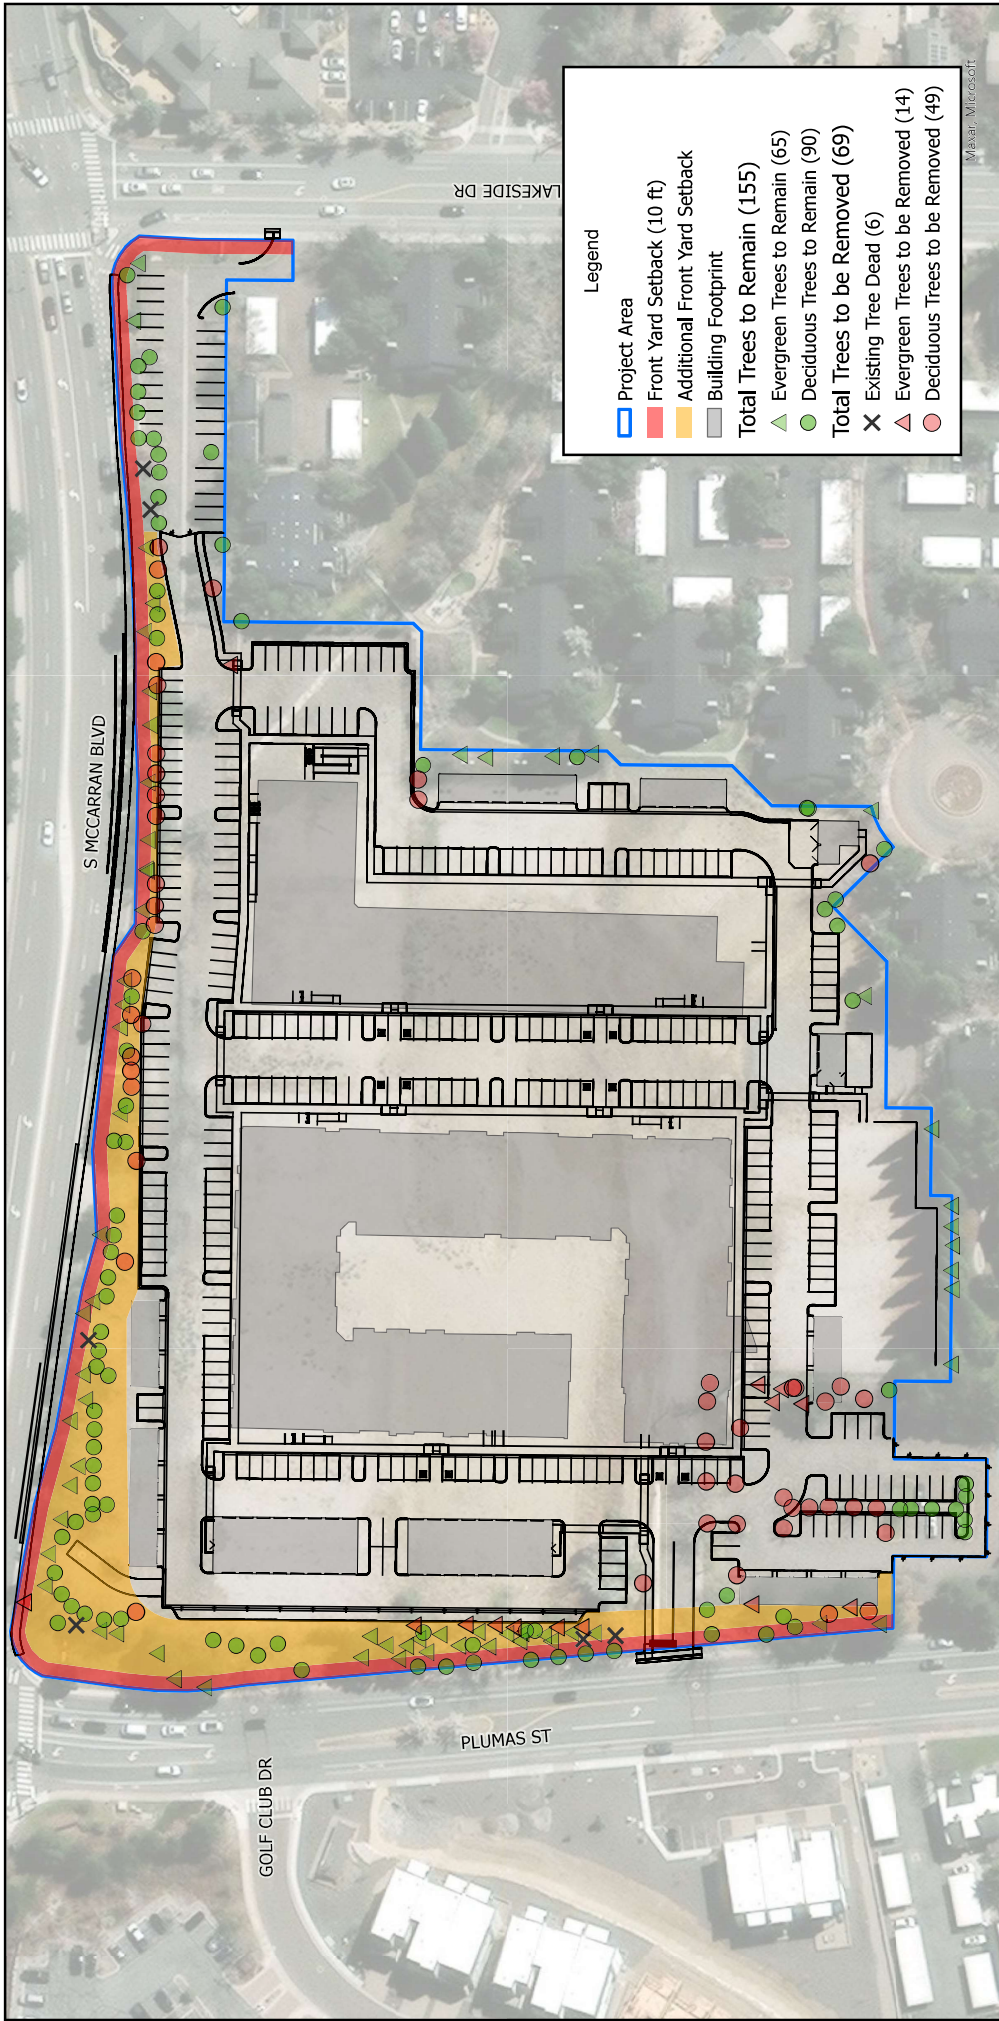 S MCCARRAN BLVD
LAKESIDE DR
PLUMAS ST
GOLF CLUB DR
Legend
Project Area
Front Yard Setback (10 ft)
Additional Front Yard Setback
Building Footprint
Total Trees to Remain (155)
Evergreen Trees to Remain (65)
Deciduous Trees to Remain (90)
Total Trees to be Removed (69)
Existing Tree Dead (6)
Evergreen Trees to be Removed (14)
Deciduous Trees to be Removed (49)
Maxar, Microsoft